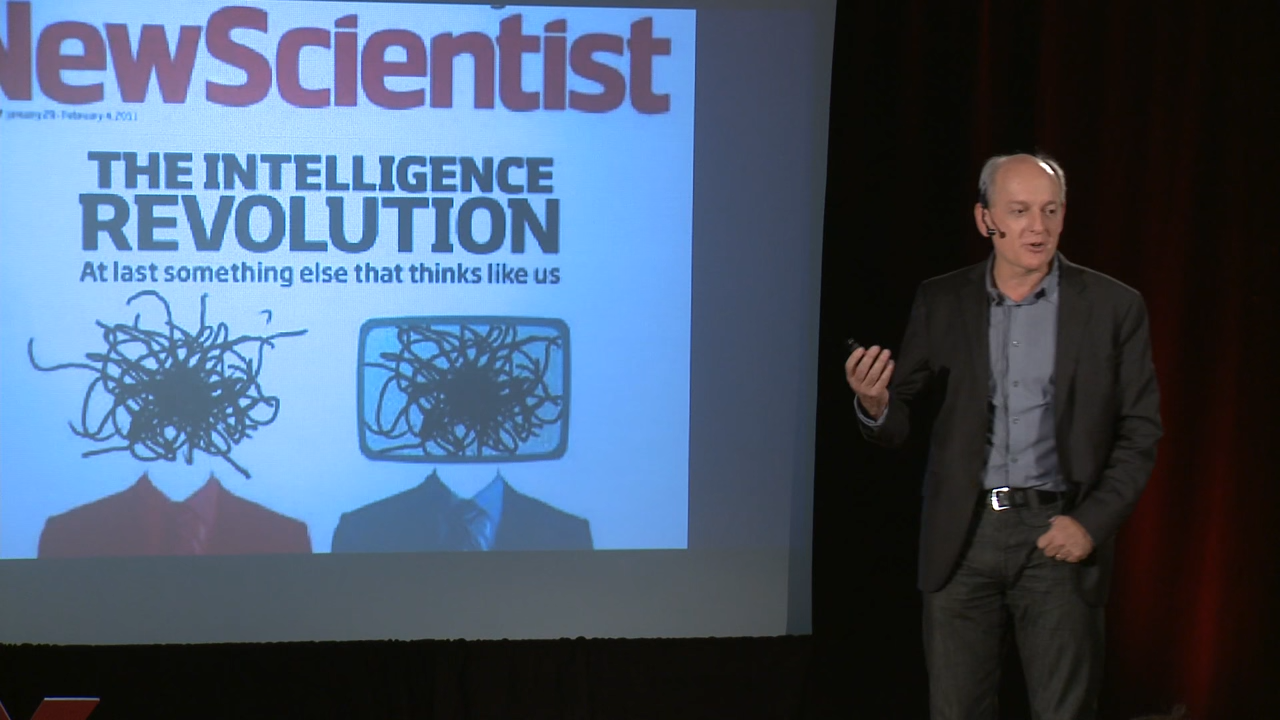 NewScientist
January 29 - February 4, 2011
THE INTELLIGENCE
REVOLUTION
At last something else that thinks like us
X